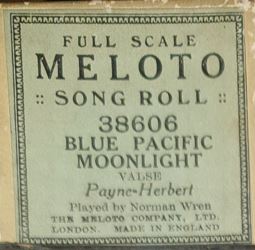 FULL SCALE
MELOTO
:: SONG ROLL ::
38606
BLUE PACIFIC
MOONLIGHT
VALSE
Payne-Herbert
Played by Norman Wren
THE MELOTO COMPANY, LTD.
LONDON. MADE IN ENGLAND